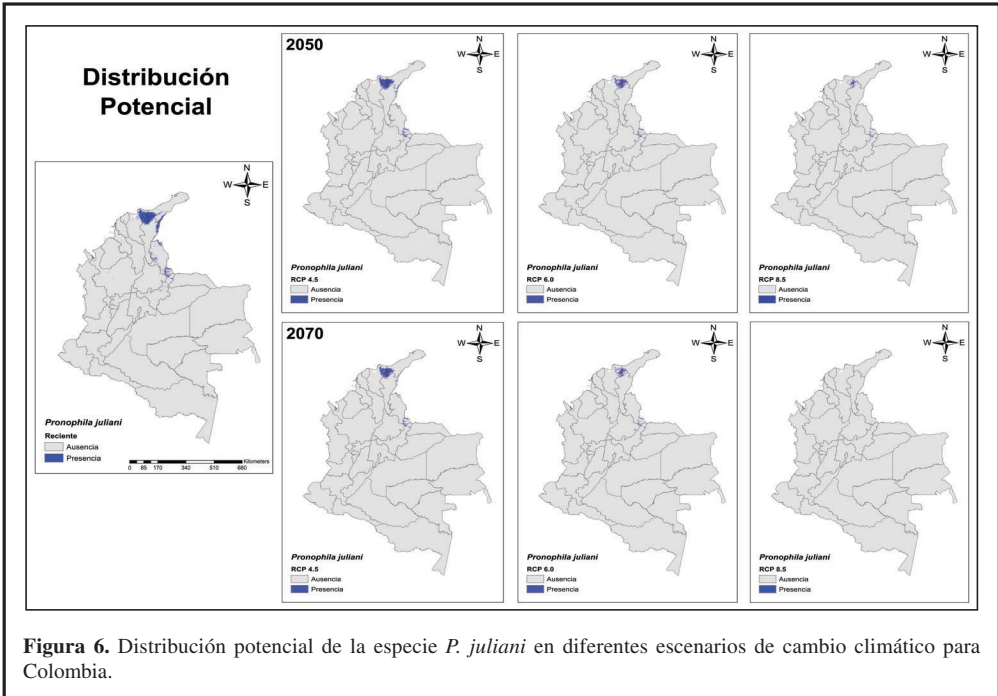 Distribución
Potencial
N
W E
S
Pronophila juliani
Reciente
Ausencia
Presencia
0 85 170 340 510 680 Kilometers
2050
N
W E
S
Pronophila juliani
RCP 4.5
Ausencia
Presencia
N
W E
S
Pronophila juliani
RCP 6.0
Ausencia
Presencia
N
W E
S
Pronophila juliani
RCP 8.5
Ausencia
Presencia
2070
N
W E
S
Pronophila juliani
RCP 4.5
Ausencia
Presencia
N
W E
S
Pronophila juliani
RCP 6.0
Ausencia
Presencia
N
W E
S
Pronophila juliani
RCP 8.5
Ausencia
Presencia
Figura 6. Distribución potencial de la especie P. juliani en diferentes escenarios de cambio climático para
Colombia.